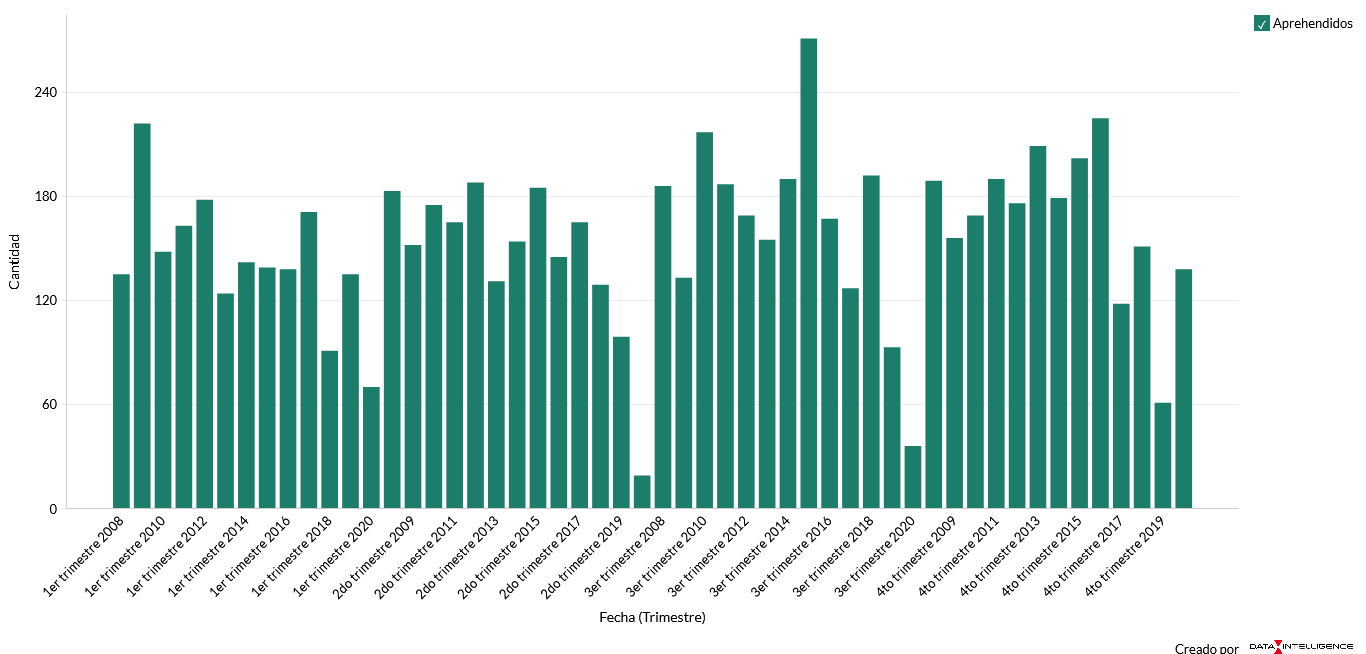 Aprehendidos
240
180
120
60
0
Cantidad
1er trimestre 2008
1er trimestre 2010
1er trimestre 2012
1er trimestre 2014
1er trimestre 2016
1er trimestre 2018
1er trimestre 2020
2do trimestre 2009
2do trimestre 2011
2do trimestre 2013
2do trimestre 2015
2do trimestre 2017
2do trimestre 2019
3er trimestre 2008
3er trimestre 2010
3er trimestre 2012
3er trimestre 2014
3er trimestre 2016
3er trimestre 2018
3er trimestre 2020
4to trimestre 2009
4to trimestre 2011
4to trimestre 2013
4to trimestre 2015
4to trimestre 2017
4to trimestre 2019
Fecha (Trimestre)
Creado por DATA INTELLIGENCE